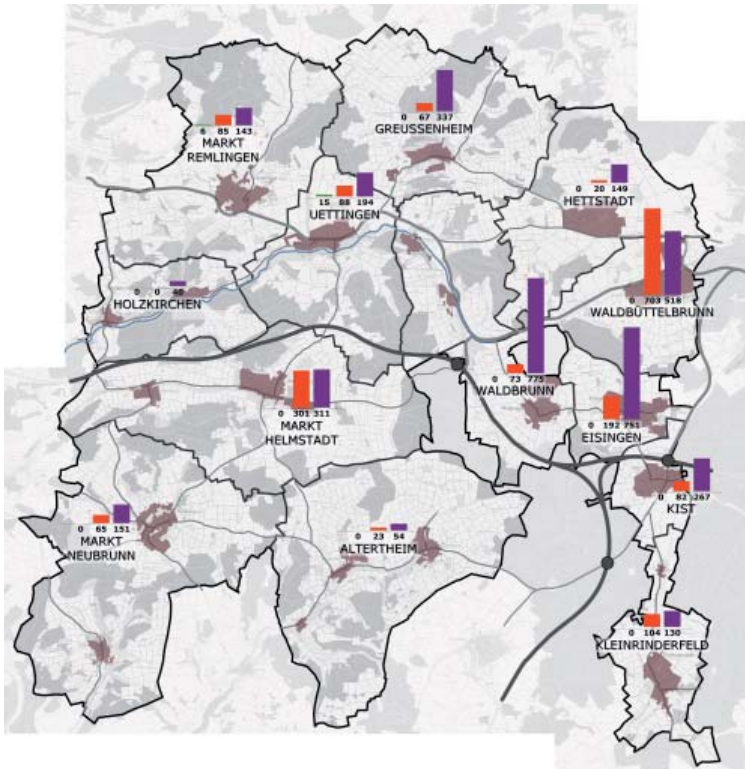 0 67 337
GREUSSENHEIM
6 85 143
MARKT
REMLINGEN
0 20 149
HETTSTADT
15 88 194
UETTINGEN
0 0 40
HOLZKIRCHEN
0 703 518
WALDBÜTTELBRUNN
0 73 775
WALDBRUNN
0 301 311
MARKT
HELMSTADT
0 192 751
EISINGEN
0 82 267
KIST
0 65 151
MARKT
NEUBRUNN
0 23 54
ALTERTHEIM
0 104 130
KLEINRINDERFELD